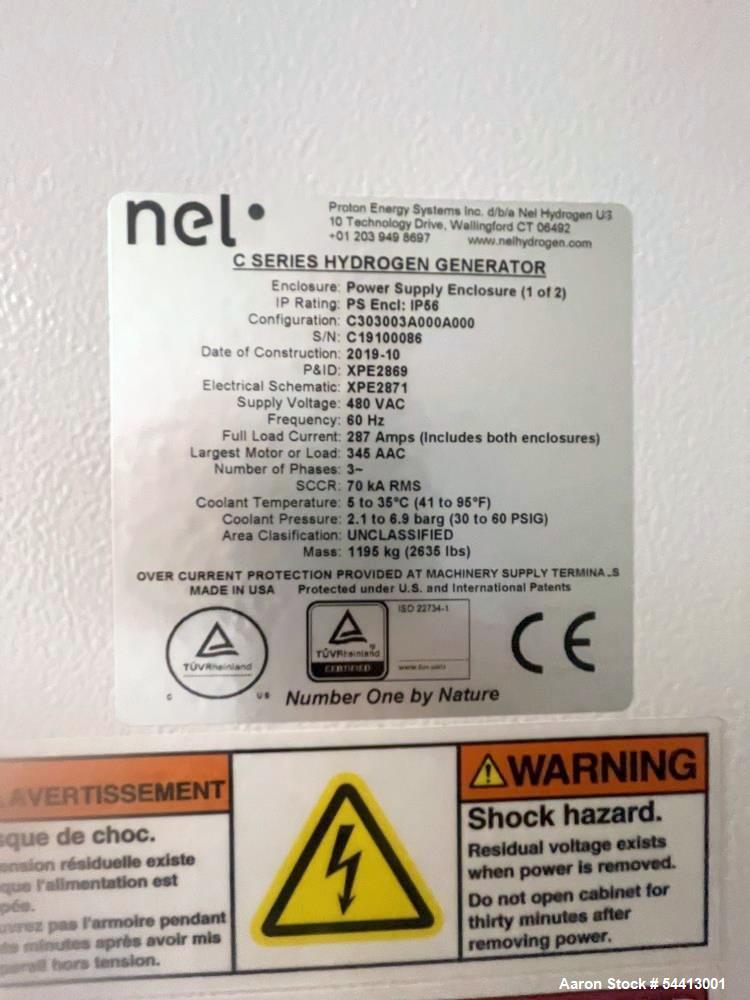 nel•
Proton Energy Systems Inc. d/b/a Nel Hydrogen US
10 Technology Drive, Wallingford CT 06492
+01 203 949 8697 www.nelhydrogen.com
C SERIES HYDROGEN GENERATOR
Enclosure: Power Supply Enclosure (1 of 2)
IP Rating: PS Encl: IP56
Configuration: C303003A000A000
S/N: C19100086
Date of Construction: 2019-10
P&ID: XPE2869
Electrical Schematic: XPE2871
Supply Voltage: 480 VAC
Frequency: 60 Hz
Full Load Current: 287 Amps (Includes both enclosures)
Largest Motor or Load: 345 AAC
Number of Phases: 3~
SCCR: 70 kA RMS
Coolant Temperature: 5 to 35°C (41 to 95°F)
Coolant Pressure: 2.1 to 6.9 barg (30 to 60 PSIG)
Area Clasification: UNCLASSIFIED
Mass: 1195 kg (2635 lbs)
OVER CURRENT PROTECTION PROVIDED AT MACHINERY SUPPLY TERMINALS
MADE IN USA Protected under U.S. and International Patents
TÜVRheinland
C US
TÜVRheinland
CERTIFIED
ISO 22734-1
www.tuv.com
CE
Number One by Nature
AVERTISSEMENT
sque de choc.
ension résiduelle existe
que l'alimentation est
pée.
uvrez pas l'armoire pendant
te minutes après avoir mis
pareil hors tension.
WARNING
Shock hazard.
Residual voltage exists
when power is removed.
Do not open cabinet for
thirty minutes after
removing power.
Aaron Stock # 54413001